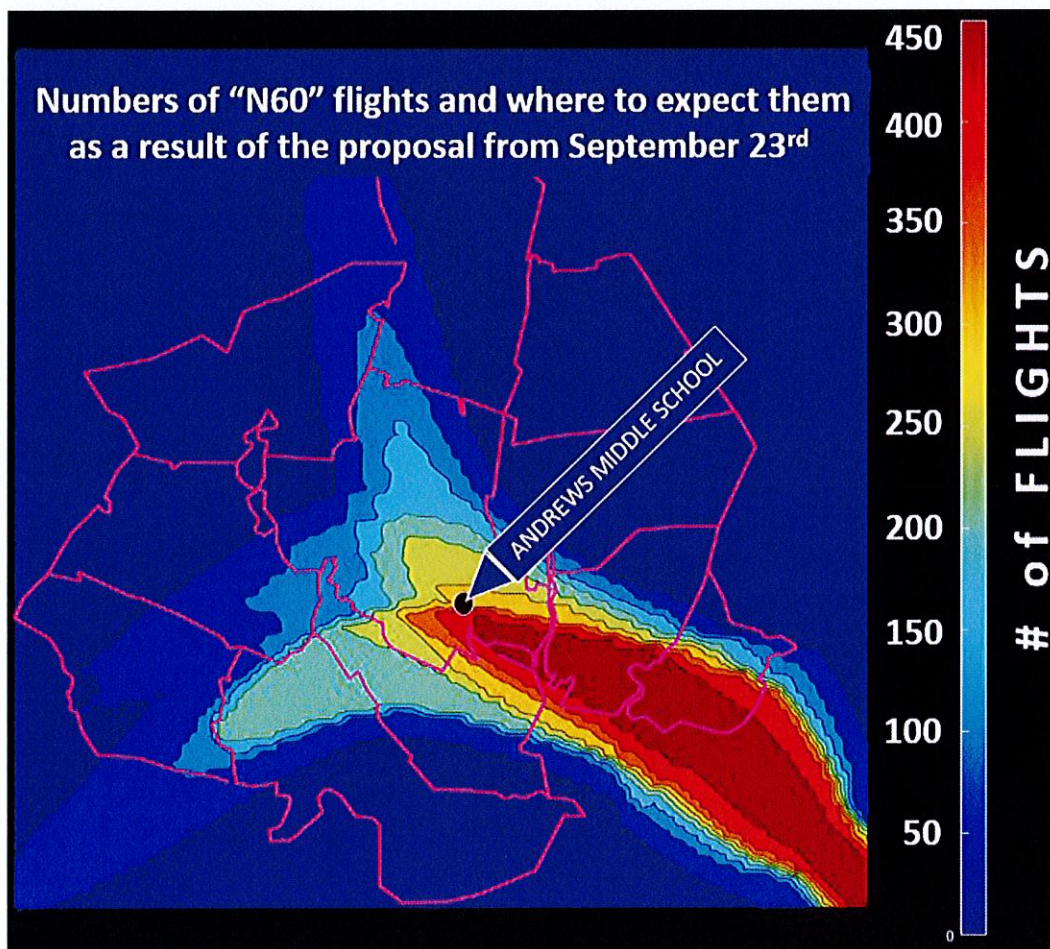 Numbers of “N60” flights and where to expect them
as a result of the proposal from September 23rd
ANDREWS MIDDLE SCHOOL
450
400
350
300
250
200
150
100
50
0
# of FLIGHTS